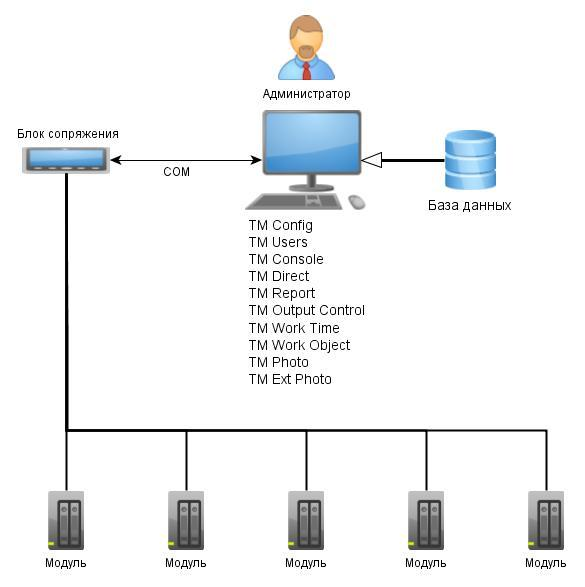 Администратор
Блок сопряжения
COM
База данных
TM Config
TM Users
TM Console
TM Direct
TM Report
TM Output Control
TM Work Time
TM Work Object
TM Photo
TM Ext Photo
Модуль
Модуль
Модуль
Модуль
Модуль